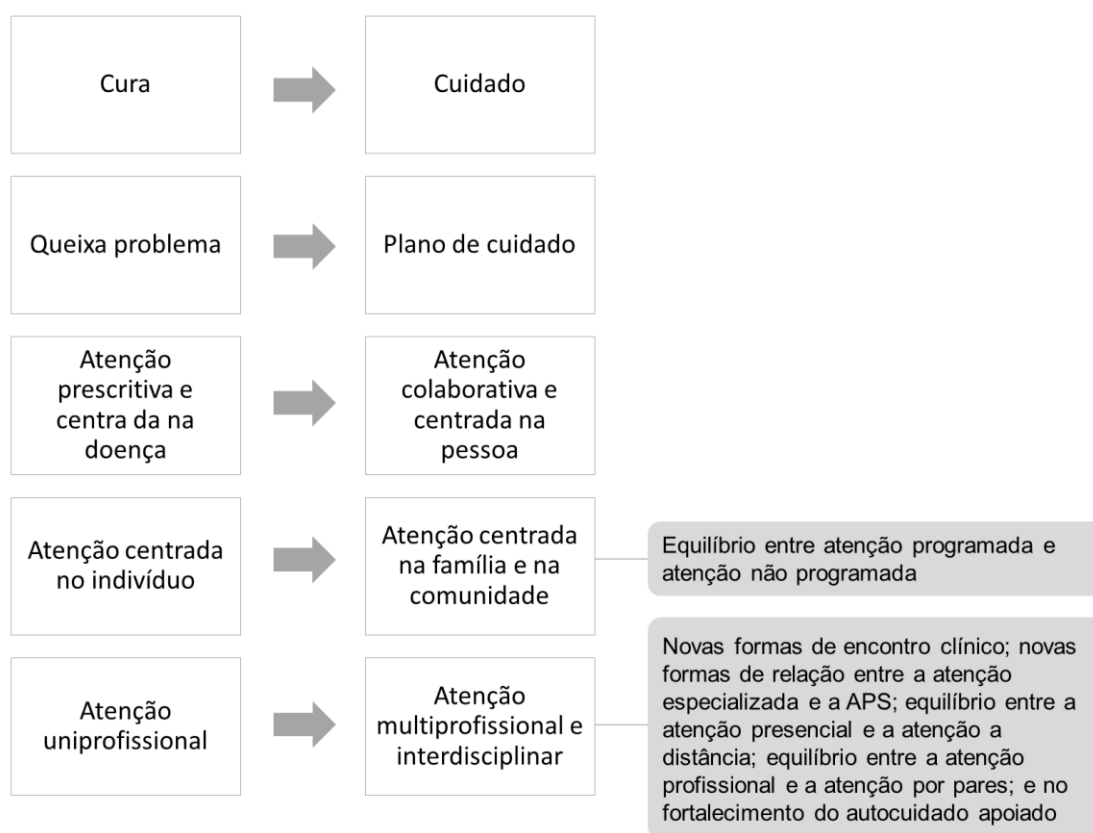 Cura
Cuidado
Queixa problema
Plano de cuidado
Atenção
prescritiva e
centra da na
doença
Atenção
colaborativa e
centrada na
pessoa
Atenção centrada
no indivíduo
Atenção centrada
na família e na
comunidade
Equilíbrio entre atenção programada e
atenção não programada
Atenção
uniprofissional
Atenção
multiprofissional e
interdisciplinar
Novas formas de encontro clínico; novas
formas de relação entre a atenção
especializada e a APS; equilíbrio entre a
atenção presencial e a atenção a
distância; equilíbrio entre a atenção
profissional e a atenção por pares; e no
fortalecimento do autocuidado apoiado